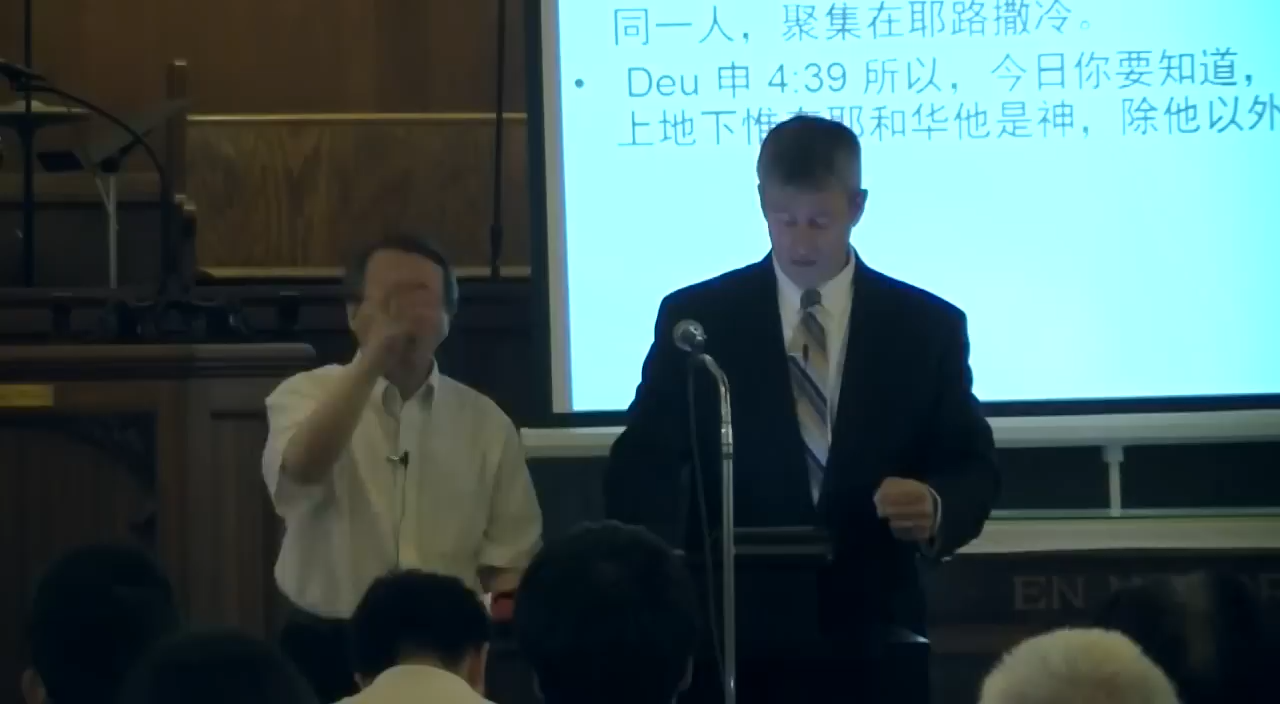 同一人，聚集在耶路撒冷。
• Deu 申 4:39 所以，今日你要知道，
上地下惟有耶和华他是神，除他以外
EN